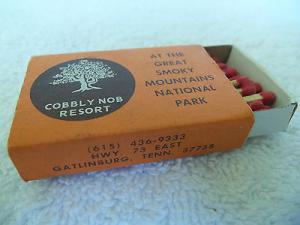 COBBLY NOB
RESORT
AT THE
GREAT
SMOKY
MOUNTAINS
NATIONAL
PARK
(615) 436-9333
HWY. 73 EAST
GATLINBURG, TENN. 37738